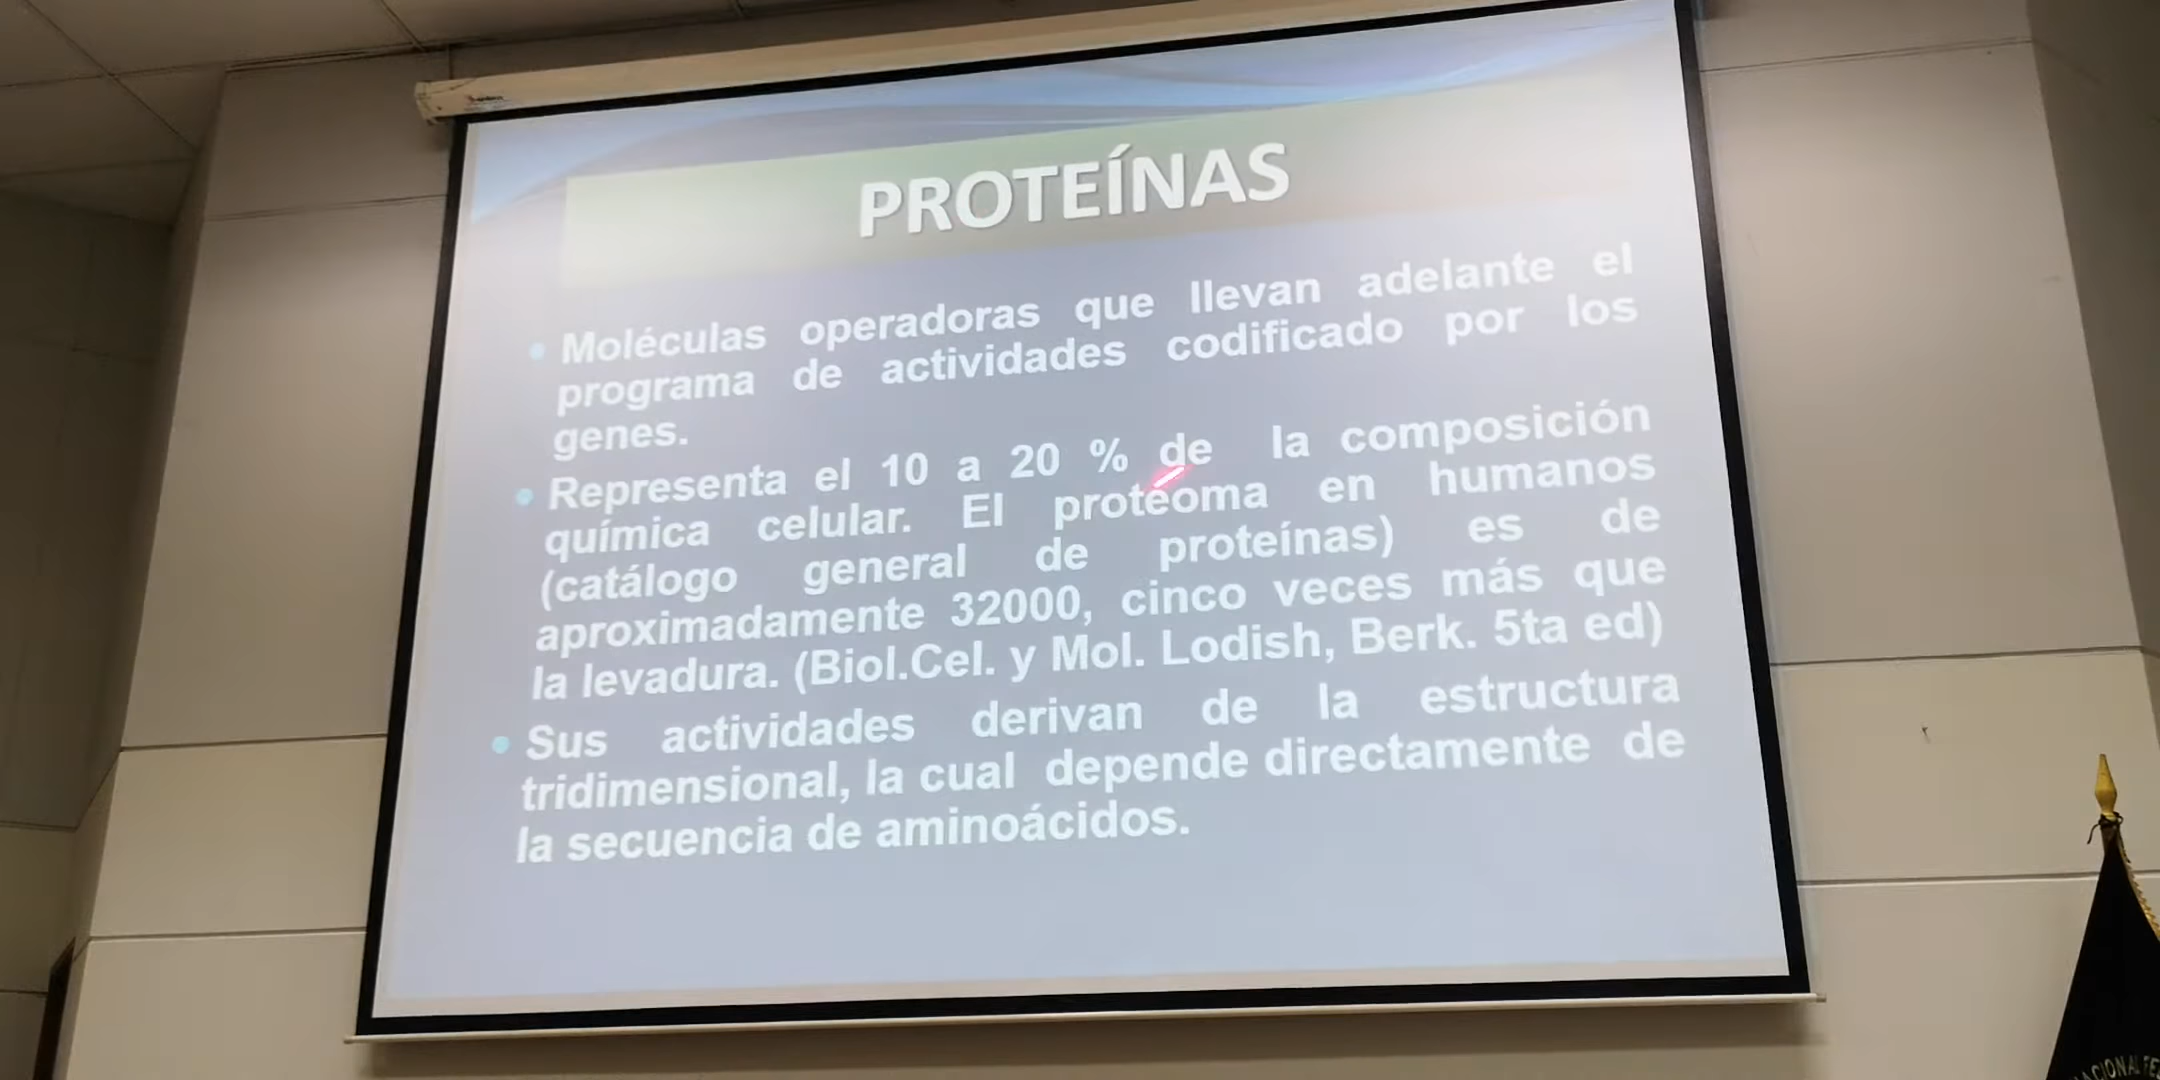 PROTEÍNAS
• Moléculas operadoras que llevan adelante el
programa de actividades codificado por los
genes.
• Representa el 10 a 20 % de la composición
química celular. El proteoma en humanos
(catálogo general de proteínas) es de
aproximadamente 32000, cinco veces más que
la levadura. (Biol.Cel. y Mol. Lodish, Berk. 5ta ed)
• Sus actividades derivan de la estructura
tridimensional, la cual depende directamente de
la secuencia de aminoácidos.